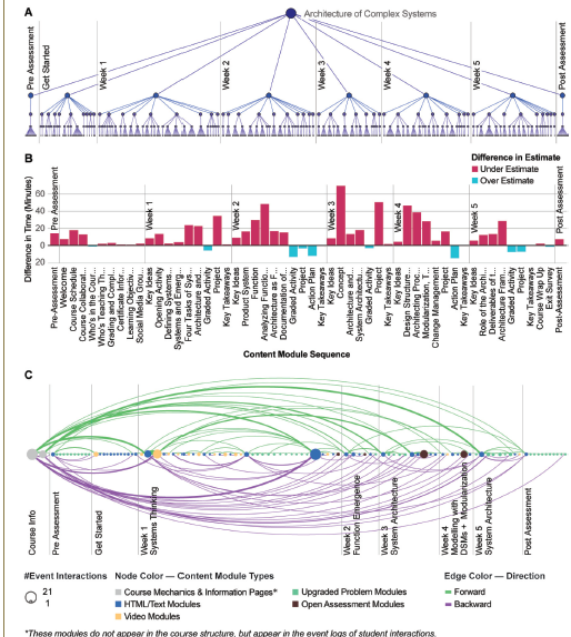 A
Architecture of Complex Systems
Pre Assessment
Get Started
Week 1
Week 2
Week 3
Week 4
Week 5
Post Assessment
B
Difference in Estimate
Under Estimate
Over Estimate
Difference in Time (Minutes)
60
40
20
0
20
Pre Assessment
Week 1
Week 2
Week 3
Week 4
Week 5
Post Assessment
Pre-Assessment
Welcome
Course Schedule
Course Collaborat...
Who's in the Cour...
Who's Teaching Th...
Grading and Compl...
Certificate Infor...
Learning Objectiv...
Social Media Grou...
Key Ideas
Opening Activity
Defining Systems...
Systems and Emerg...
Four Tasks of Sys...
Architecture and...
Graded Activity
Project
Key Takeaways
Key Ideas
Product System
Function
Analyzing Functio...
Architecture as F...
Documentation of...
Graded Activity
Project
Action Plan
Key Takeaways
Key Ideas
Concept
Architecture and...
System Architectu...
Graded Activity
Project
Key Takeaways
Key Ideas
Design Structure...
Architecting Proc...
Modularization, T...
Change Management
Project
Action Plan
Key Takeaways
Key Ideas
Role of the Archi...
Deliverables of t...
Architecture Fram...
Graded Activity
Project
Key Takeaways
Course Wrap Up
Exit Survey
Post-Assessment
Content Module Sequence
C
Course Info
Pre Assessment
Get Started
Week 1
Systems Thinking
Week 2
Function Emergence
Week 3
System Architecture
Week 4
Modelling with
DSMs + Modularization
Week 5
System Architecture
Post Assessment
#Event Interactions
21
1
Node Color — Content Module Types
Course Mechanics & Information Pages*
HTML/Text Modules
Video Modules
Upgraded Problem Modules
Open Assessment Modules
Edge Color — Direction
Forward
Backward
*These modules do not appear in the course structure, but appear in the event logs of student interactions.